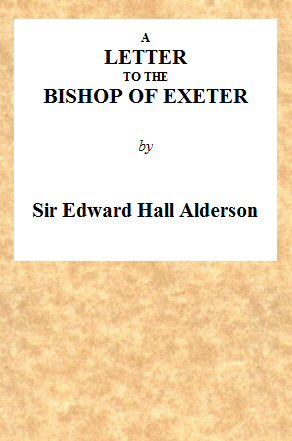 A
LETTER
TO THE
BISHOP OF EXETER
by
Sir Edward Hall Alderson